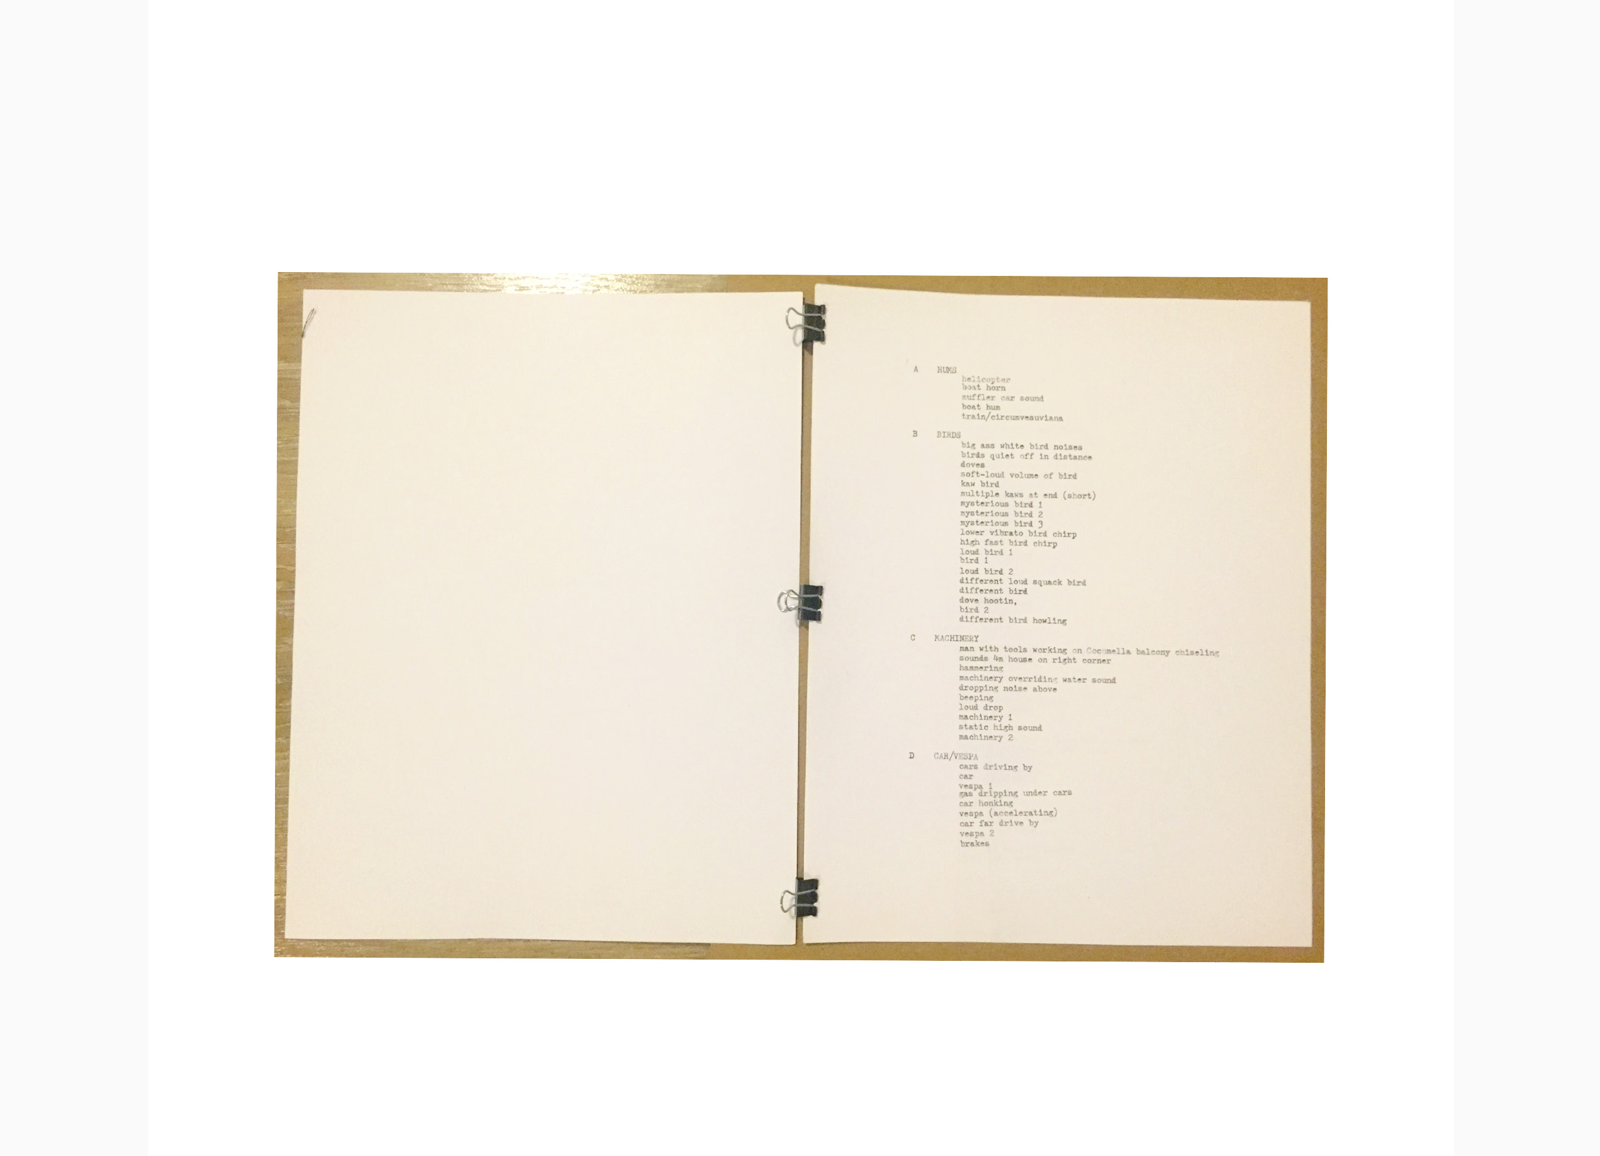 A HUMS
helicopter
boat horn
muffler car sound
boat hum
train/circumvesuviana
B BIRDS
big ass white bird noises
birds quiet off in distance
doves
soft-loud volume of bird
kaw bird
multiple kaws at end (short)
mysterious bird 1
mysterious bird 2
mysterious bird 3
lower vibrato bird chirp
high fast bird chirp
loud bird 1
bird 1
loud bird 2
different loud squack bird
different bird
dove hootin,
bird 2
different bird howling
C MACHINERY
man with tools working on Cocumella balcony chiseling
sounds 4m house on right corner
hammering
machinery overriding water sound
dropping noise above
beeping
loud drop
machinery 1
static high sound
machinery 2
D CAR/VESPA
cars driving by
car
vespa 1
gas dripping under cars
car honking
vespa (accelerating)
car far drive by
vespa 2
brakes